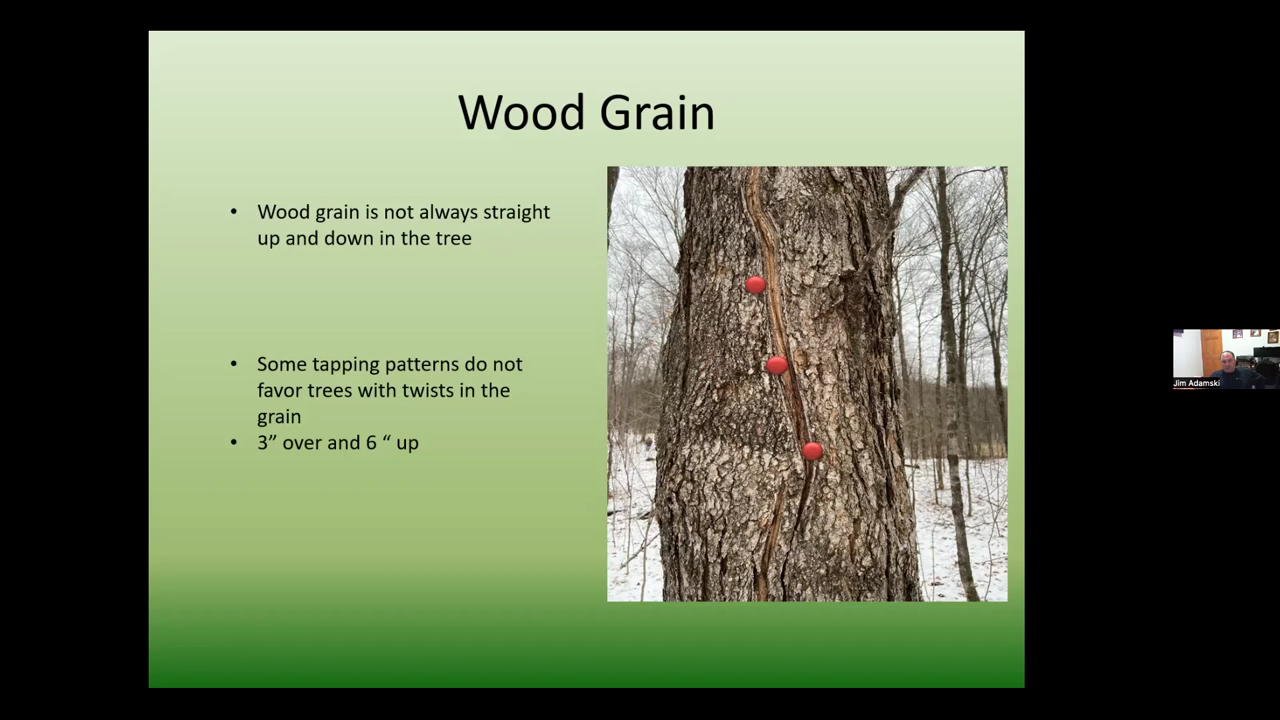 Wood Grain
• Wood grain is not always straight
up and down in the tree
• Some tapping patterns do not
favor trees with twists in the
grain
• 3” over and 6 “ up
Jim Adamski